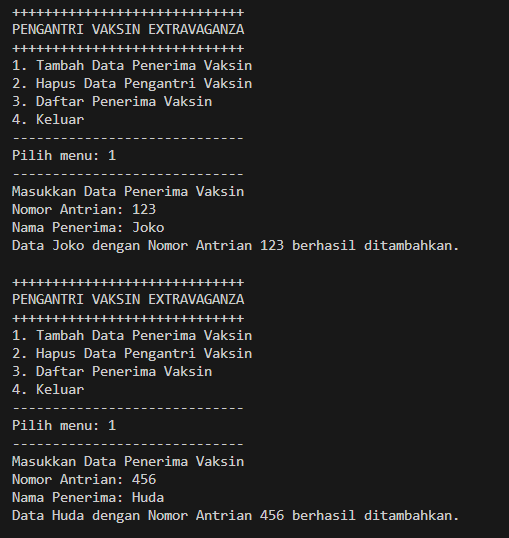 +++++++++++++++++++++++++++++
PENGANTRI VAKSIN EXTRAVAGANZA
+++++++++++++++++++++++++++++
1. Tambah Data Penerima Vaksin
2. Hapus Data Pengantri Vaksin
3. Daftar Penerima Vaksin
4. Keluar
-----------------------------
Pilih menu: 1
-----------------------------
Masukkan Data Penerima Vaksin
Nomor Antrian: 123
Nama Penerima: Joko
Data Joko dengan Nomor Antrian 123 berhasil ditambahkan.
+++++++++++++++++++++++++++++
PENGANTRI VAKSIN EXTRAVAGANZA
+++++++++++++++++++++++++++++
1. Tambah Data Penerima Vaksin
2. Hapus Data Pengantri Vaksin
3. Daftar Penerima Vaksin
4. Keluar
-----------------------------
Pilih menu: 1
-----------------------------
Masukkan Data Penerima Vaksin
Nomor Antrian: 456
Nama Penerima: Huda
Data Huda dengan Nomor Antrian 456 berhasil ditambahkan.